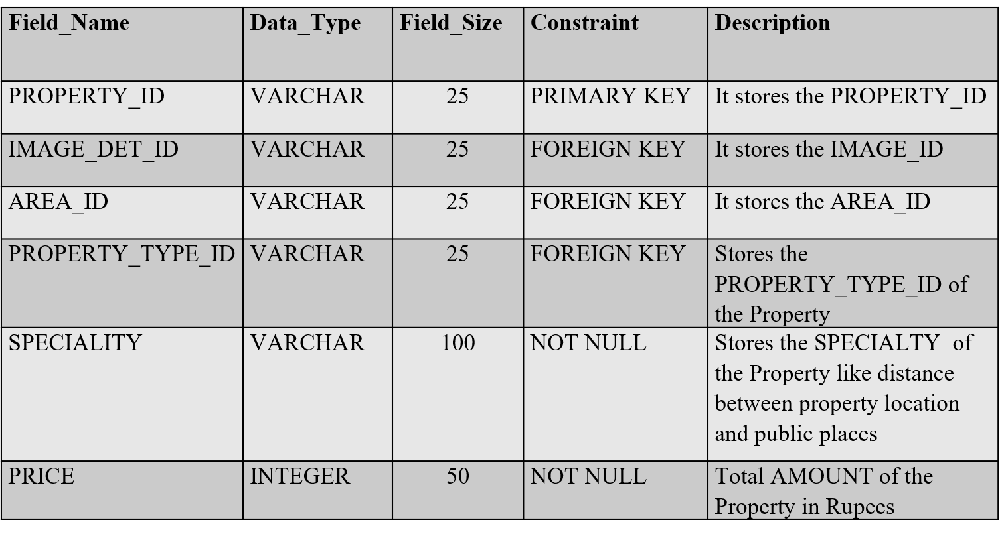 Field_Name Data_Type Field_Size Constraint Description
PROPERTY_ID VARCHAR 25 PRIMARY KEY It stores the PROPERTY_ID
IMAGE_DET_ID VARCHAR 25 FOREIGN KEY It stores the IMAGE_ID
AREA_ID VARCHAR 25 FOREIGN KEY It stores the AREA_ID
PROPERTY_TYPE_ID VARCHAR 25 FOREIGN KEY Stores the
PROPERTY_TYPE_ID of
the Property
SPECIALITY VARCHAR 100 NOT NULL Stores the SPECIALTY of
the Property like distance
between property location
and public places
PRICE INTEGER 50 NOT NULL Total AMOUNT of the
Property in Rupees